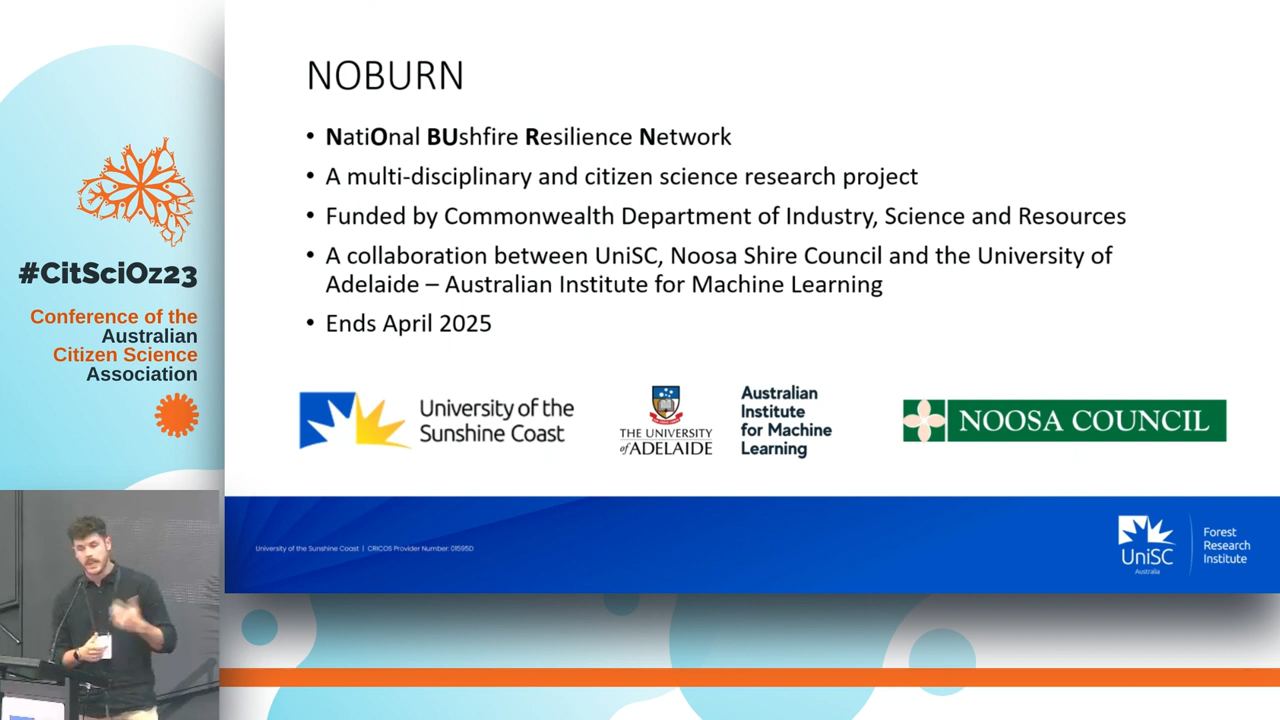 #CitSciOz23
Conference of the
Australian
Citizen Science
Association
NOBURN
• NatiOnal BUshfire Resilience Network
• A multi-disciplinary and citizen science research project
• Funded by Commonwealth Department of Industry, Science and Resources
• A collaboration between UniSC, Noosa Shire Council and the University of
Adelaide – Australian Institute for Machine Learning
• Ends April 2025
University of the
Sunshine Coast
THE UNIVERSITY
of ADELAIDE
Australian
Institute
for Machine
Learning
NOOSA COUNCIL
University of the Sunshine Coast | CRICOS Provider Number: 01595D
UniSC
Australia
Forest
Research
Institute